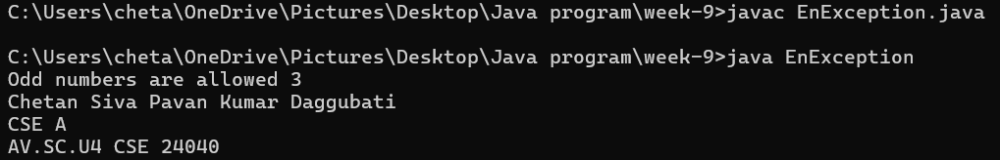 C:\Users\cheta\OneDrive\Pictures\Desktop\Java program\week-9>javac EnException.java
C:\Users\cheta\OneDrive\Pictures\Desktop\Java program\week-9>java EnException
Odd numbers are allowed 3
Chetan Siva Pavan Kumar Daggubati
CSE A
AV.SC.U4 CSE 24040